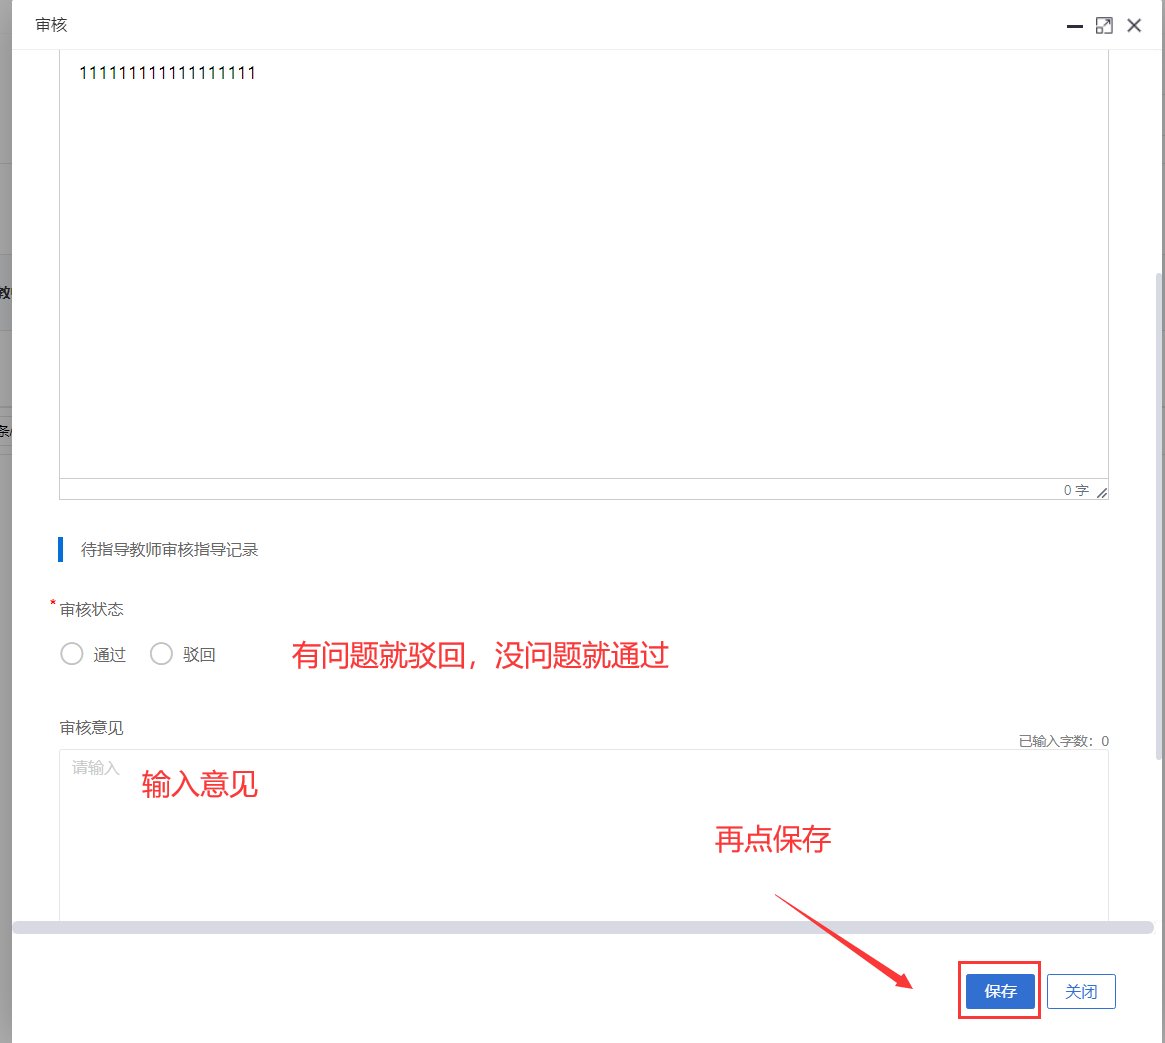 审核
111111111111111111
0 字
待指导教师审核指导记录
* 审核状态
通过 驳回 有问题就驳回，没问题就通过
审核意见
已输入字数：0
请输入
输入意见
再点保存
保存 关闭